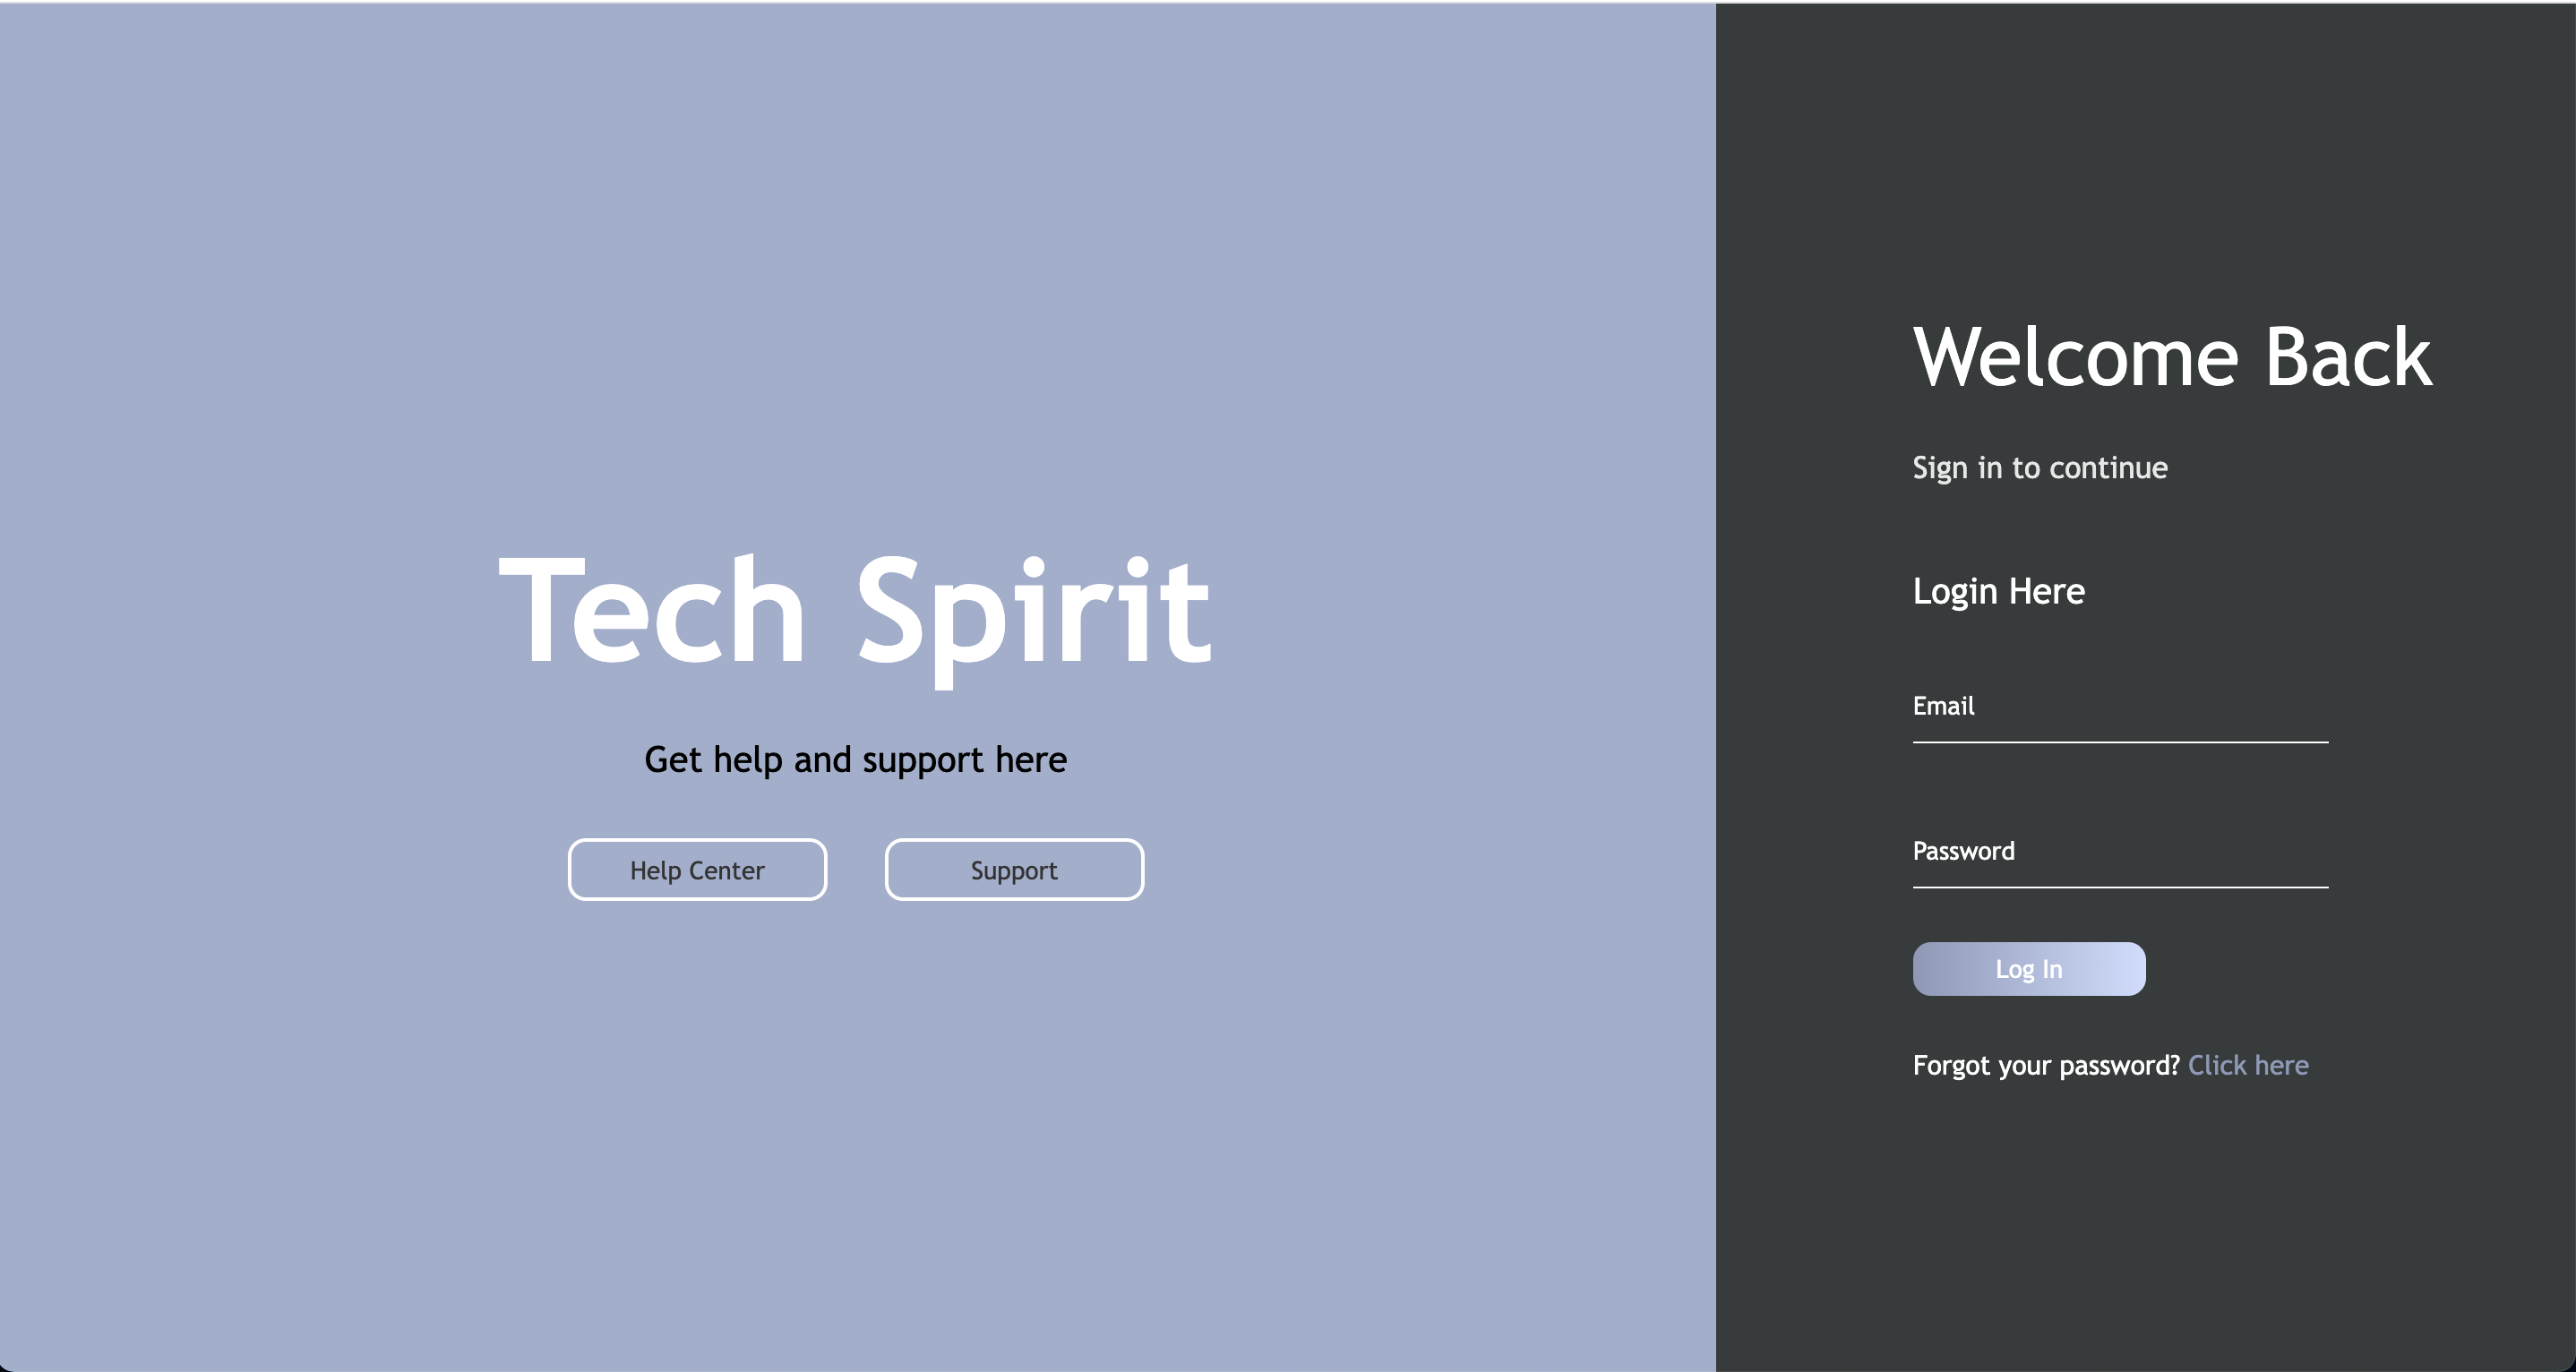 Tech Spirit
Get help and support here
Help Center
Support
Welcome Back
Sign in to continue
Login Here
Email
Password
Log In
Forgot your password? Click here